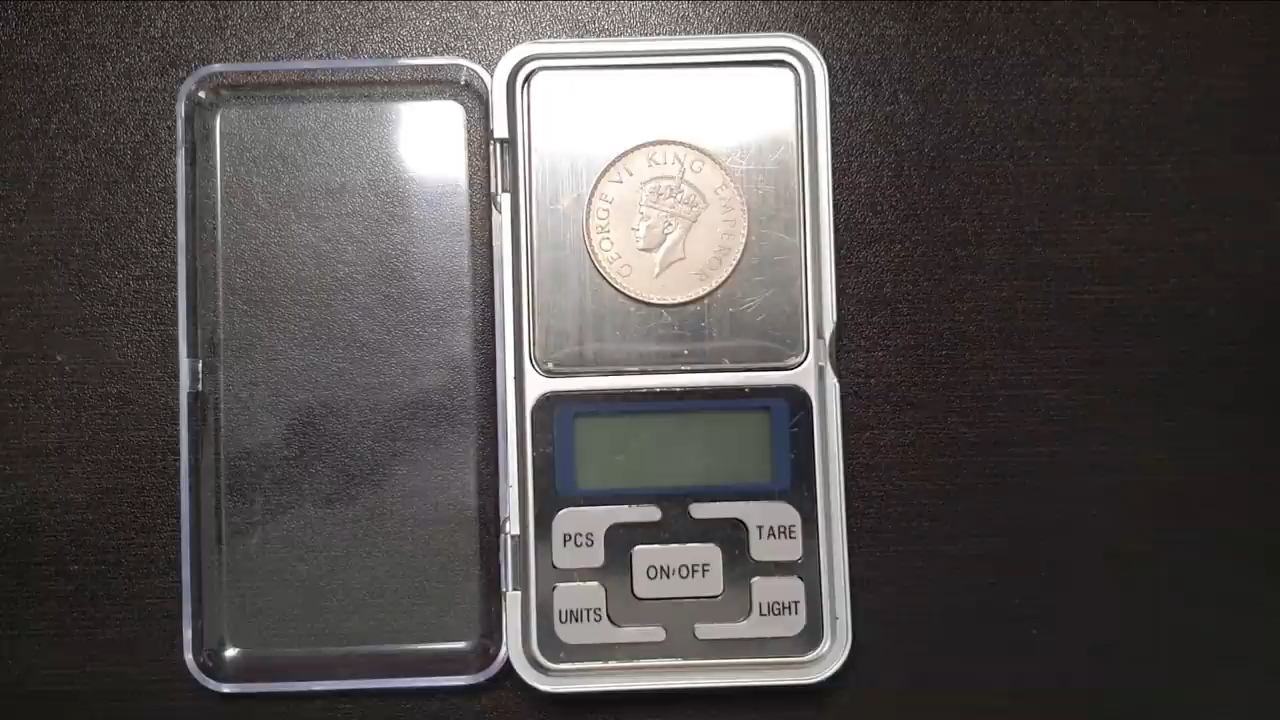 GEORGE VI KING EMPEROR
PCS
TARE
ON/OFF
UNITS
LIGHT